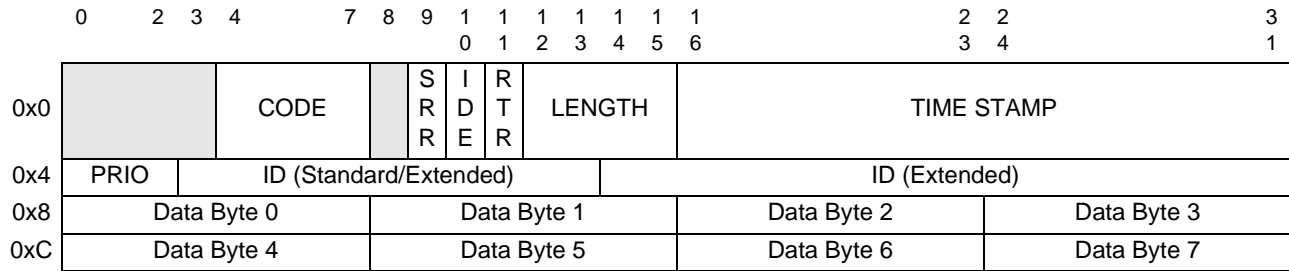 0 2 3 4 7 8 9 1 1 1 1 1 1 1 2 2 3
0 1 2 3 4 5 6 3 4 1
0x0 CODE S R R I D E R T R LENGTH TIME STAMP
0x4 PRIO ID (Standard/Extended) ID (Extended)
0x8 Data Byte 0 Data Byte 1 Data Byte 2 Data Byte 3
0xC Data Byte 4 Data Byte 5 Data Byte 6 Data Byte 7